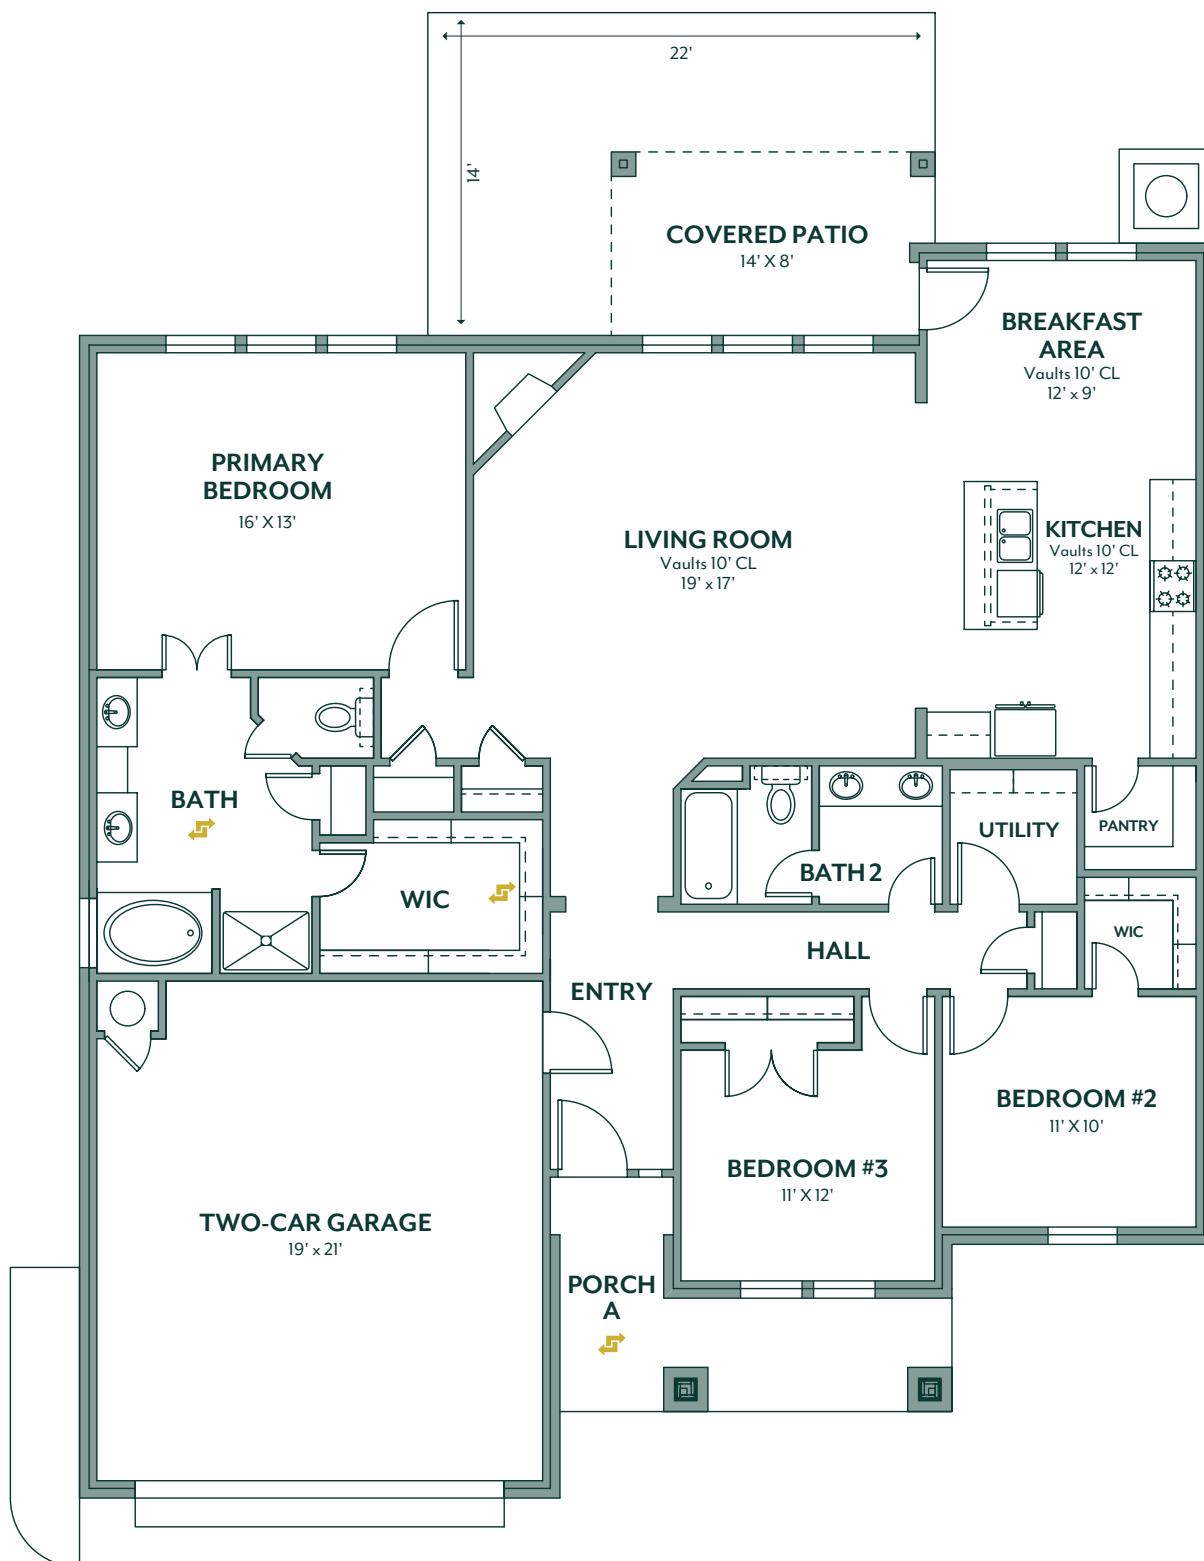 22'
14'
COVERED PATIO
14' X 8'
BREAKFAST
AREA
Vaults 10' CL
12' x 9'
PRIMARY
BEDROOM
16' X 13'
LIVING ROOM
Vaults 10' CL
19' x 17'
KITCHEN
Vaults 10' CL
12' x 12'
BATH
WIC
BATH 2
UTILITY
PANTRY
WIC
HALL
ENTRY
BEDROOM #2
11' X 10'
BEDROOM #3
11' X 12'
TWO-CAR GARAGE
19' x 21'
PORCH
A